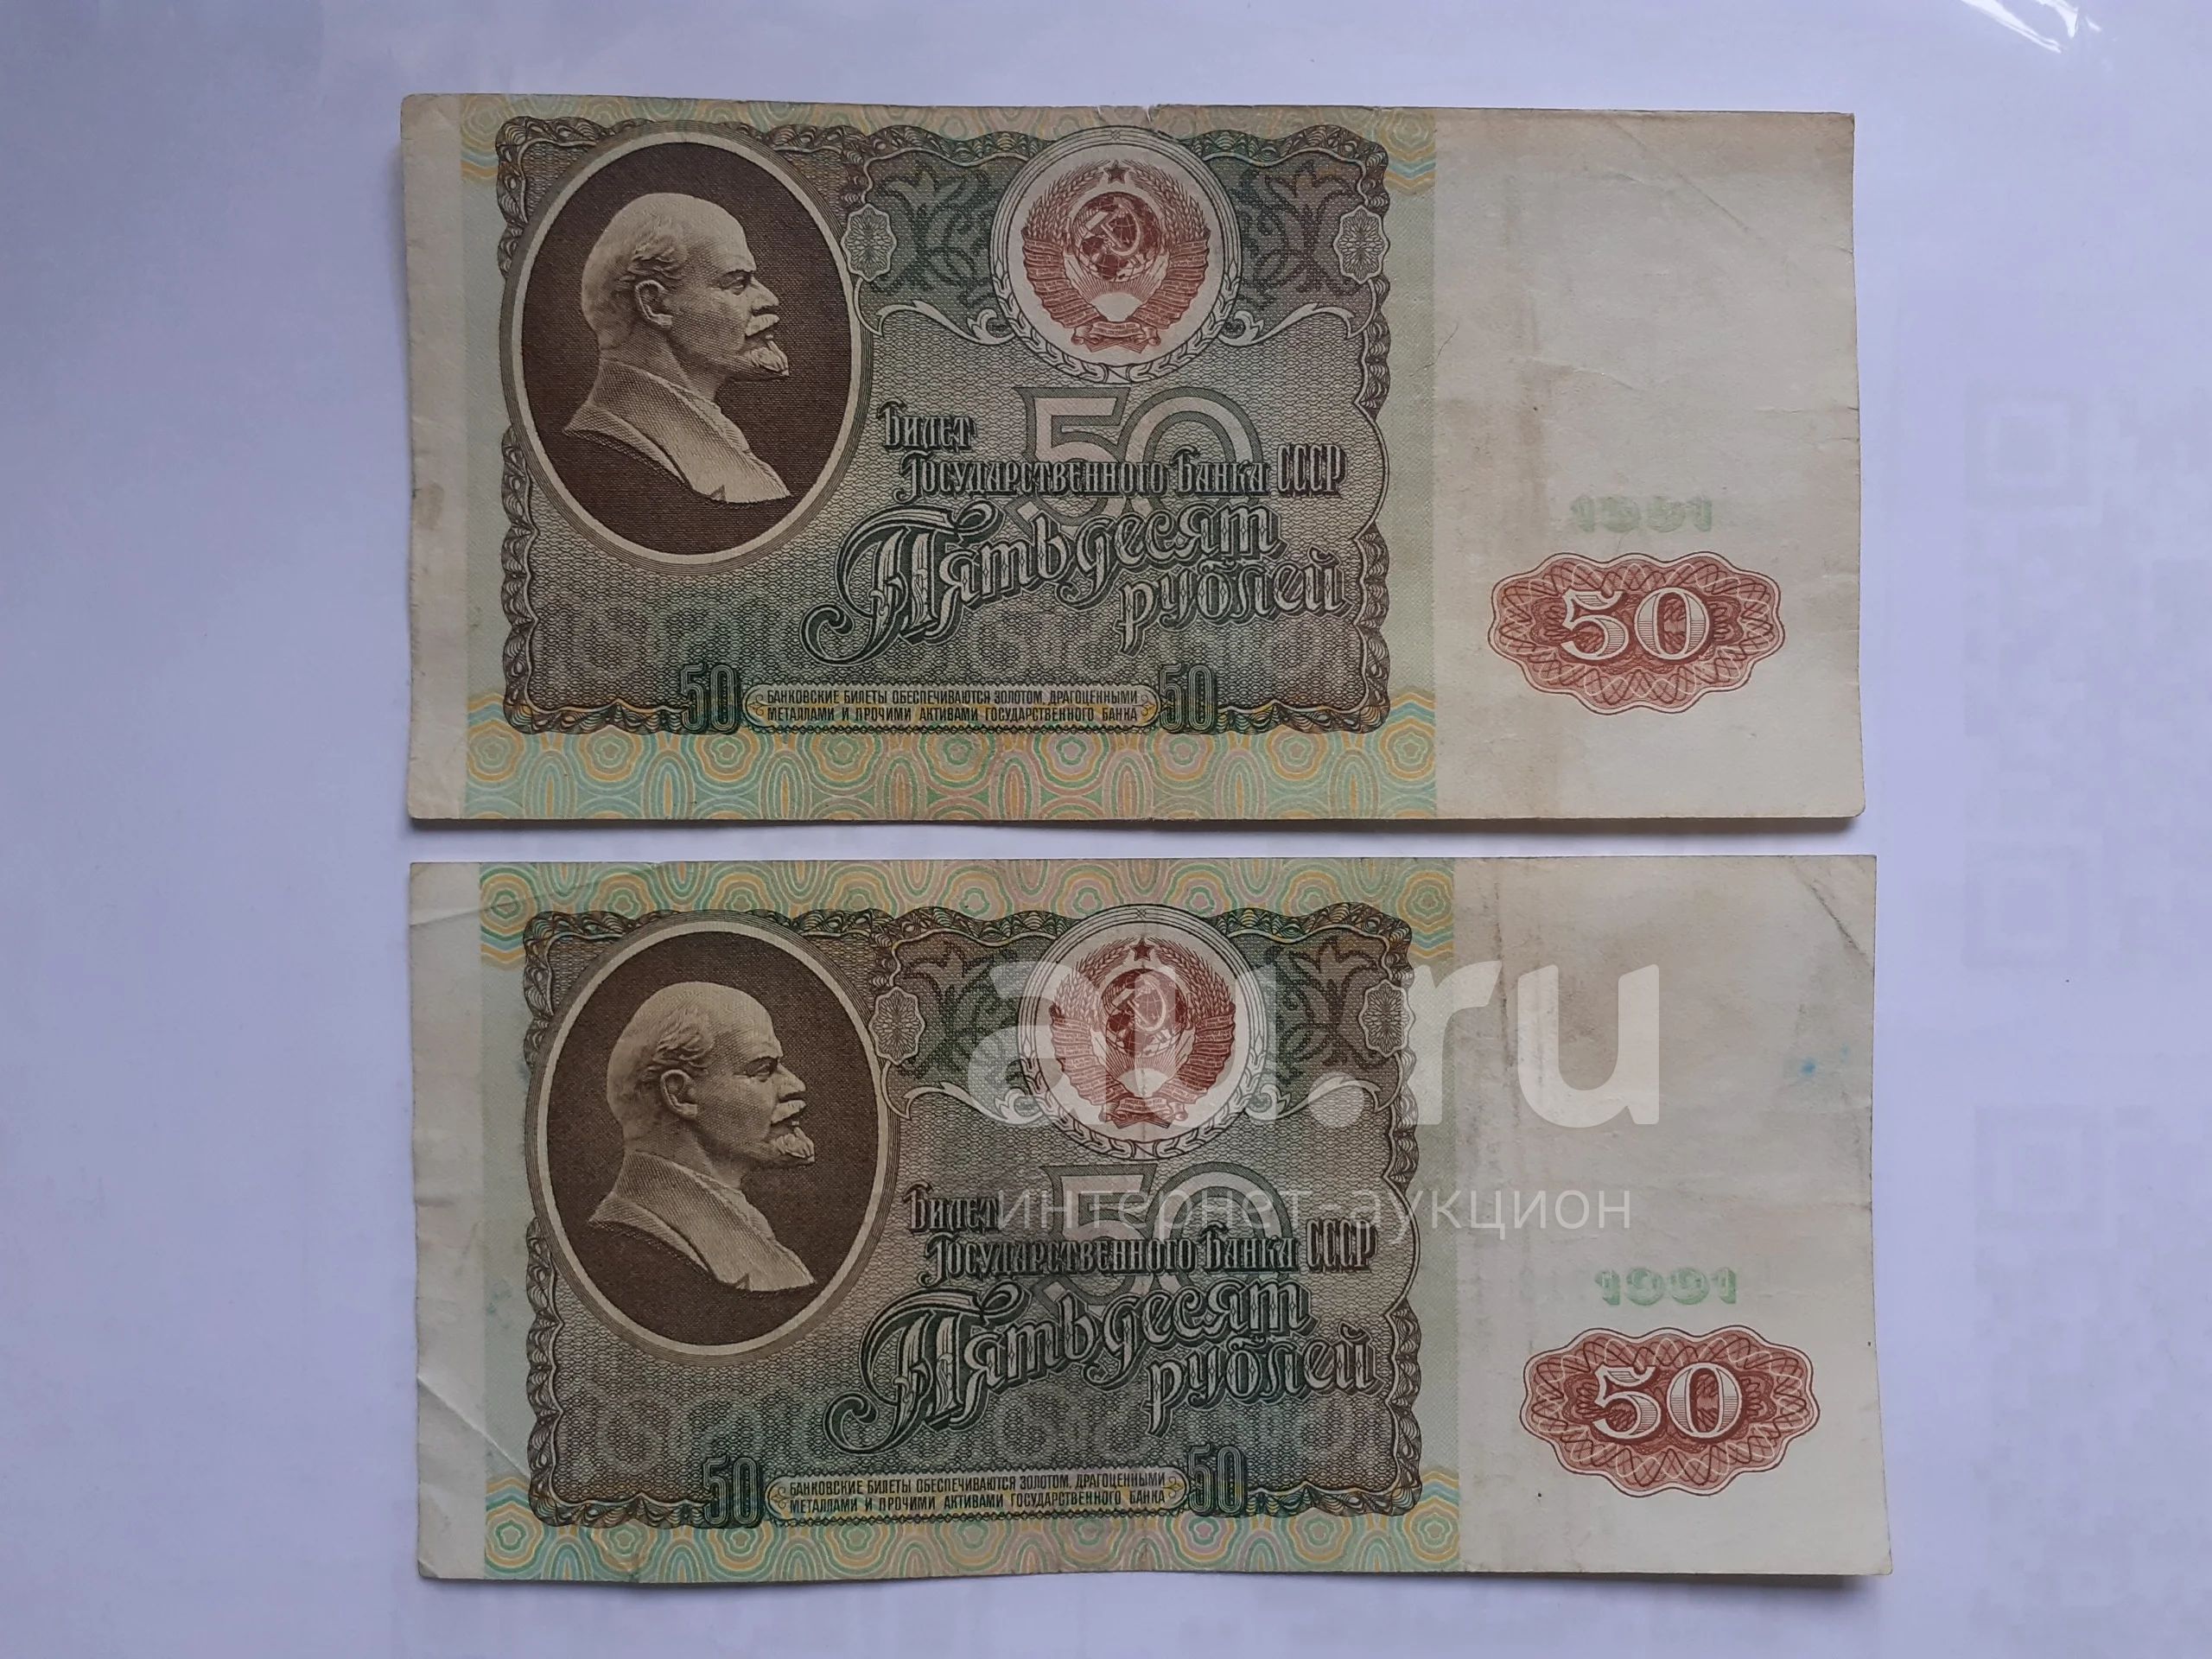 Билет
Государственного Банка СССР
50
Пятьдесят
рублей
50
БАНКОВСКИЕ БИЛЕТЫ ОБЕСПЕЧИВАЮТСЯ ЗОЛОТОМ, ДРАГОЦЕННЫМИ
МЕТАЛЛАМИ И ПРОЧИМИ АКТИВАМИ ГОСУДАРСТВЕННОГО БАНКА
50
1991
50
au.ru
интернет-аукцион
Билет
Государственного Банка СССР
50
Пятьдесят
рублей
50
БАНКОВСКИЕ БИЛЕТЫ ОБЕСПЕЧИВАЮТСЯ ЗОЛОТОМ, ДРАГОЦЕННЫМИ
МЕТАЛЛАМИ И ПРОЧИМИ АКТИВАМИ ГОСУДАРСТВЕННОГО БАНКА
50
1991
50